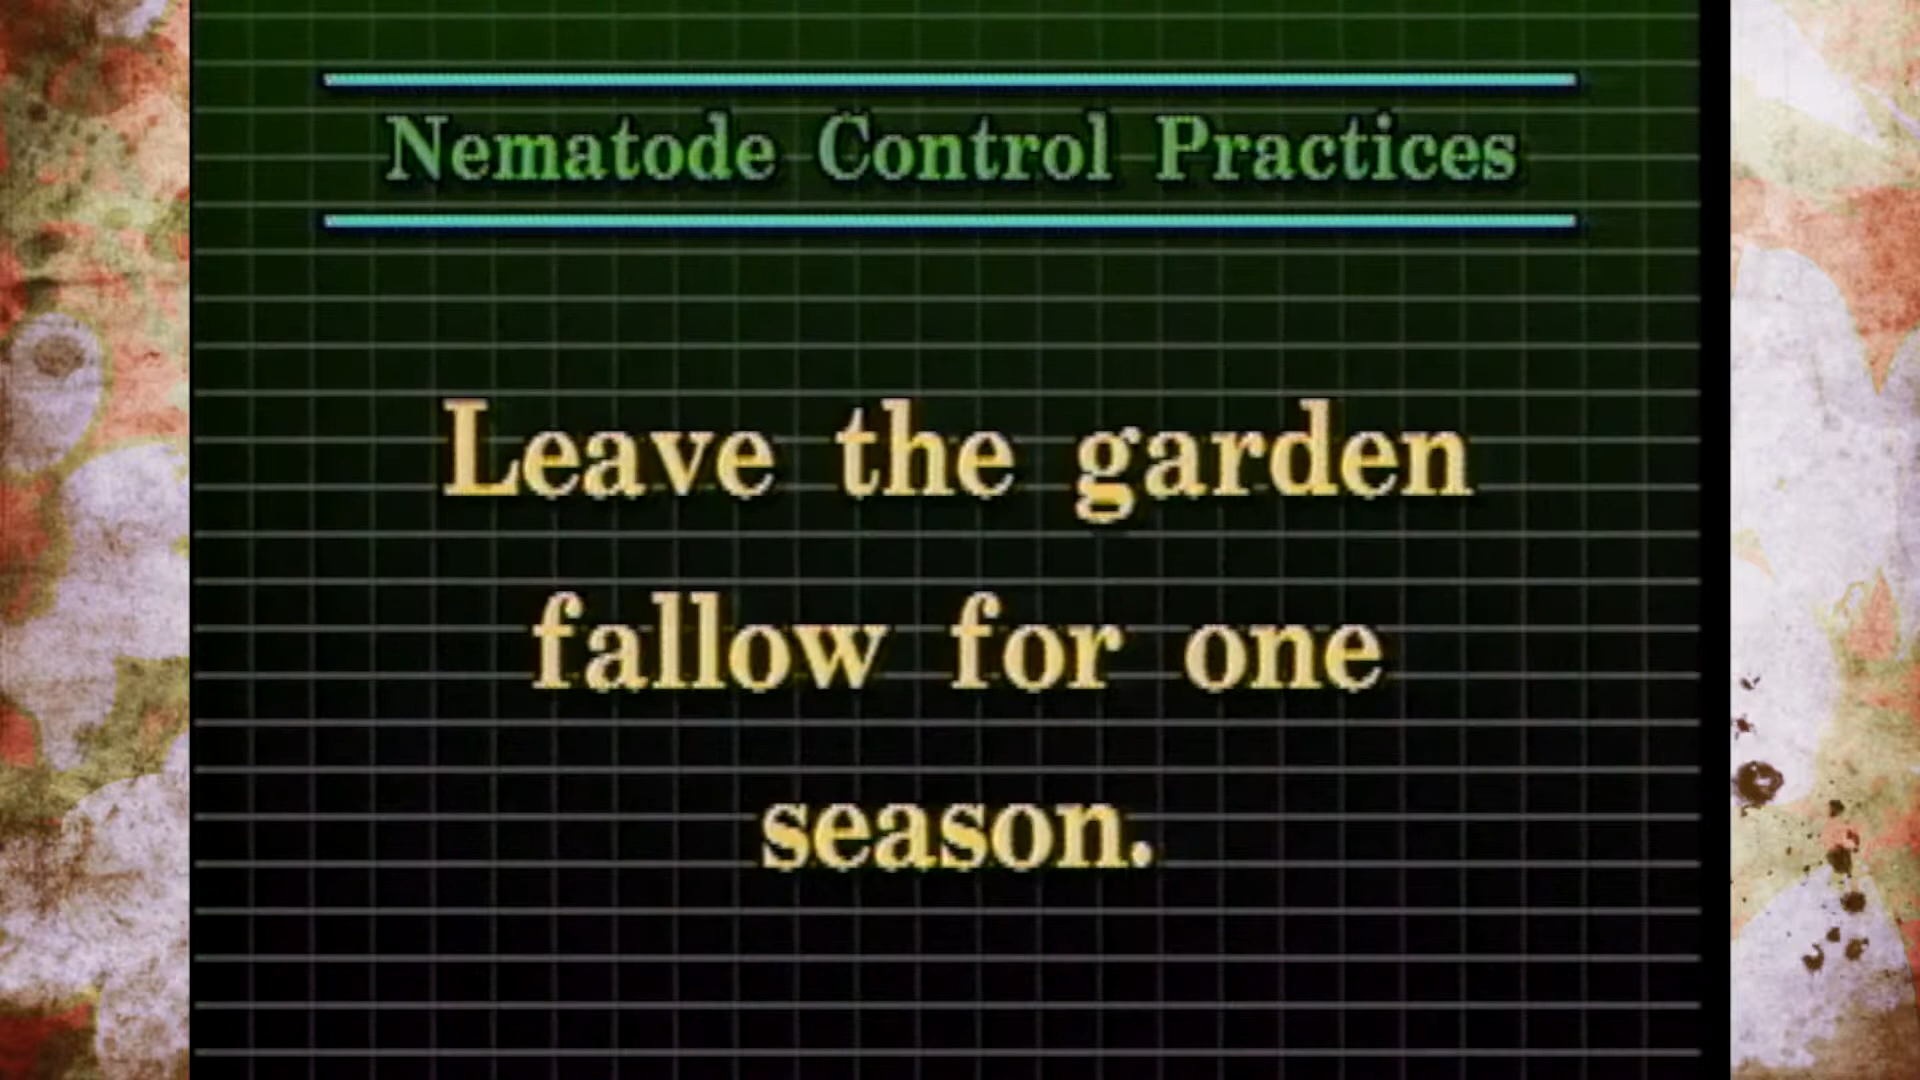 Nematode Control Practices
Leave the garden
fallow for one
season.